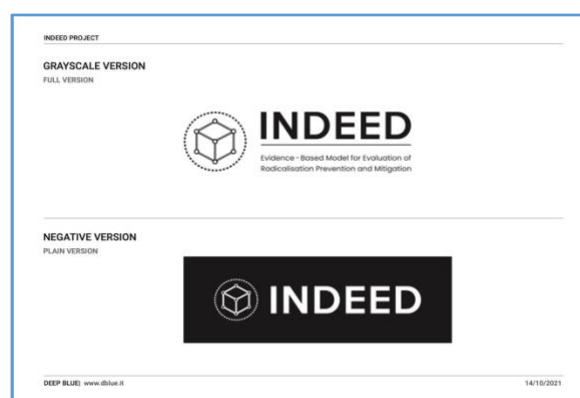 INDEED PROJECT
GRAYSCALE VERSION
FULL VERSION
INDEED
Evidence-Based Model for Evaluation of
Radicalisation Prevention and Mitigation
NEGATIVE VERSION
PLAIN VERSION
INDEED
DEEP BLUE| www.dblue.it
14/10/2021